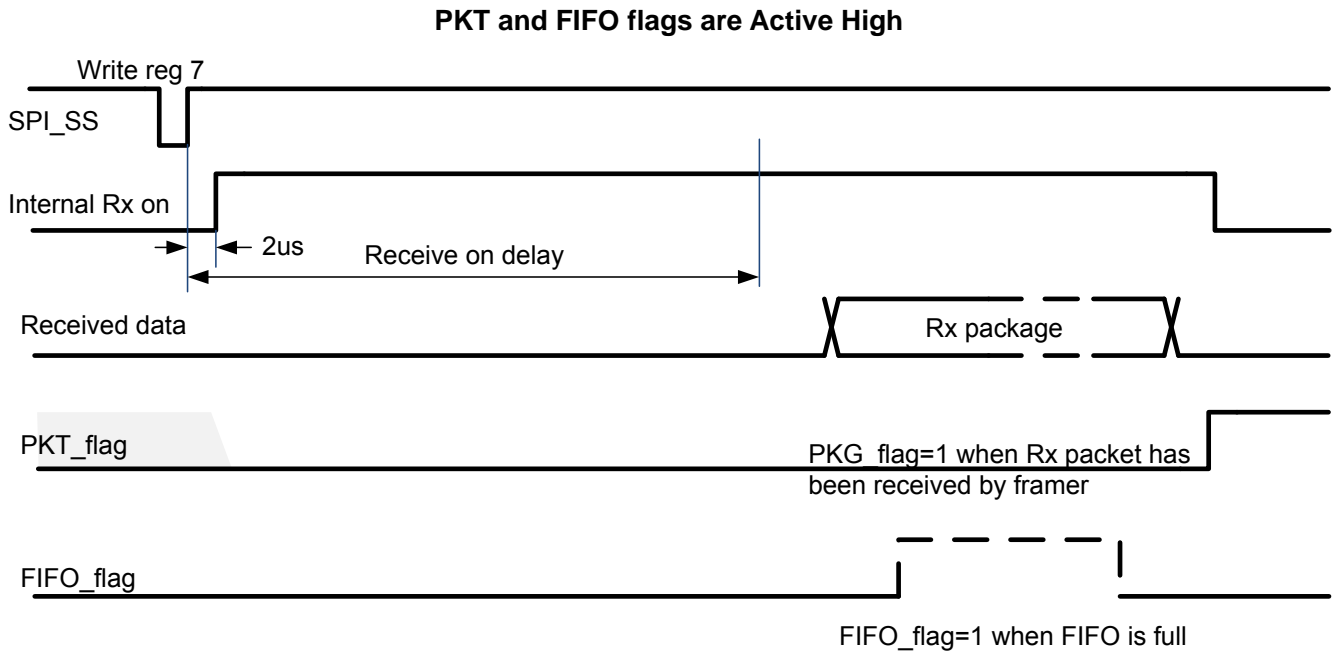 PKT and FIFO flags are Active High
Write reg 7
SPI_SS
Internal Rx on
2us
Receive on delay
Received data
Rx package
PKT_flag
PKG_flag=1 when Rx packet has
been received by framer
FIFO_flag
FIFO_flag=1 when FIFO is full